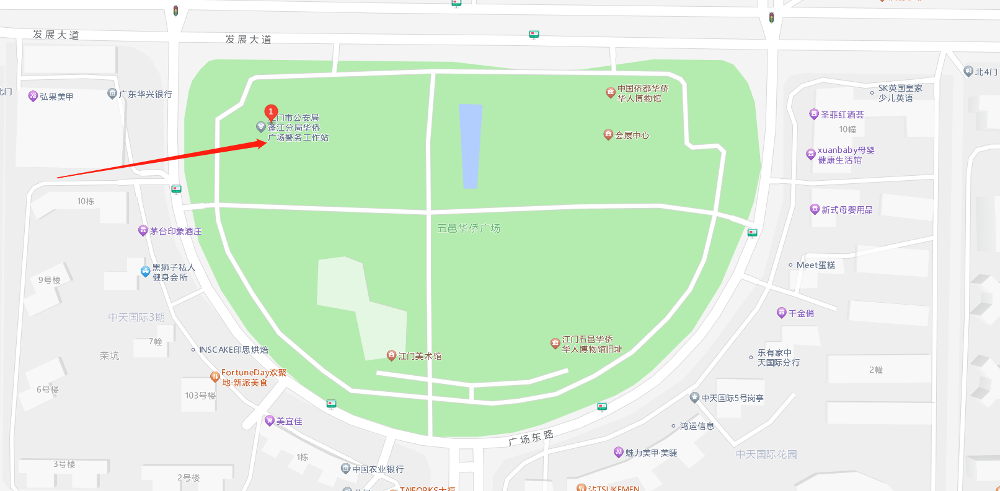 发展大道
发展大道
北4门
SK英国皇家
少儿英语
北门
弘果美甲
广东华兴银行
中国侨都华侨
华人博物馆
1
江门市公安局
蓬江分局华侨
广场警务工作站
圣菲红酒荟
10幢
会展中心
xuanbaby母婴
健康生活馆
10栋
新式母婴用品
五邑华侨广场
茅台印象酒庄
黑狮子私人
健身会所
Meet蛋糕
9号楼
中天国际3期
千金俏
7幢
江门五邑华侨
华人博物馆旧址
INSCAKE印思烘焙
荣坑
江门美术馆
乐有家中
天国际分行
2幢
FortuneDay欢聚
地·新派美食
6号楼
103号楼
中天国际5号岗亭
美宜佳
鸿运信息
广场东路
魅力美甲·美睫
中天国际花园
1栋
3号楼
中国农业银行
2号楼
沾TSUKEMEN